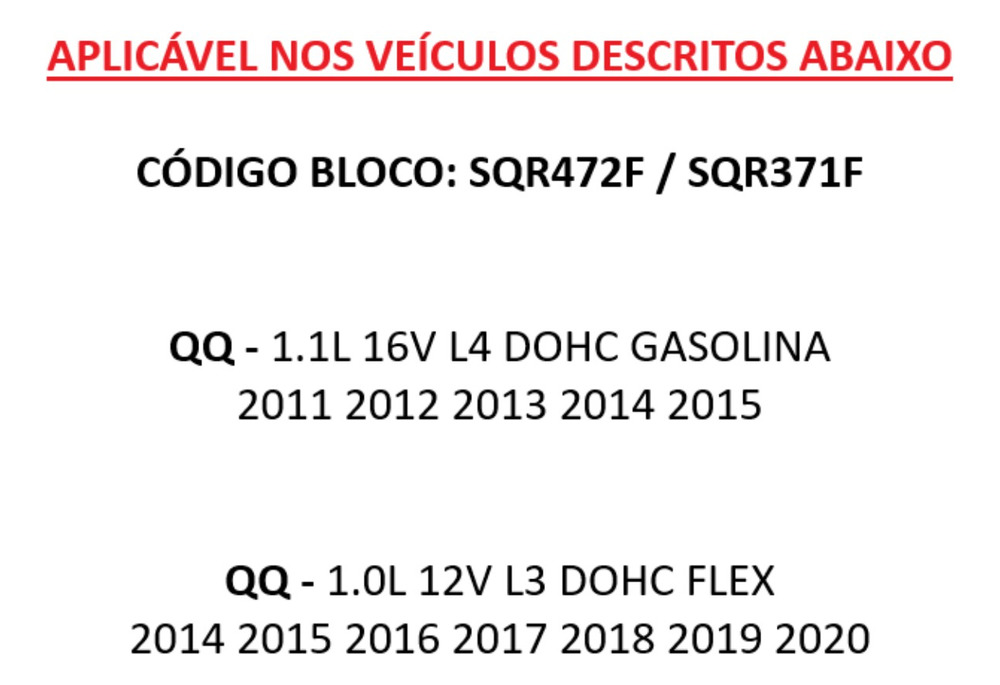 APLICÁVEL NOS VEÍCULOS DESCRITOS ABAIXO
CÓDIGO BLOCO: SQR472F / SQR371F
QQ - 1.1L 16V L4 DOHC GASOLINA
2011 2012 2013 2014 2015
QQ - 1.0L 12V L3 DOHC FLEX
2014 2015 2016 2017 2018 2019 2020